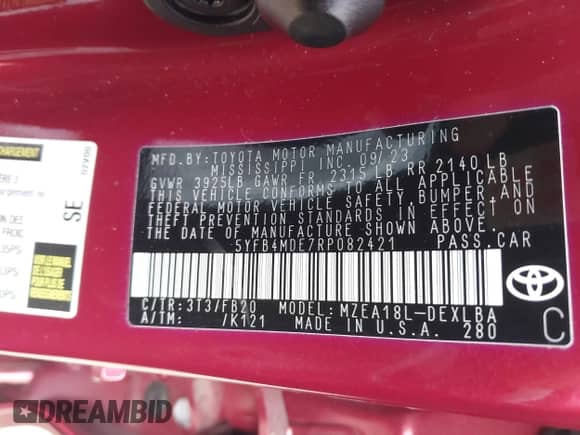 CHARGEMENT
SE
FROID
35PSI
MFD.BY: TOYOTA MOTOR MANUFACTURING
MISSISSIPPI, INC. 09/23
GVWR 3925LB GAWR FR 2315 LB RR 2140 LB
THIS VEHICLE CONFORMS TO ALL APPLICABLE
FEDERAL MOTOR VEHICLE SAFETY, BUMPER, AND
THEFT PREVENTION STANDARDS IN EFFECT ON
THE DATE OF MANUFACTURE SHOWN ABOVE.
5YFB4MDE7RP082421 PASS.CAR
C/TR: 3T3/FB20 MODEL: MZEA18L-DEXLBA
A/TM: /K121 MADE IN U.S.A. 280
C
DREAMBID